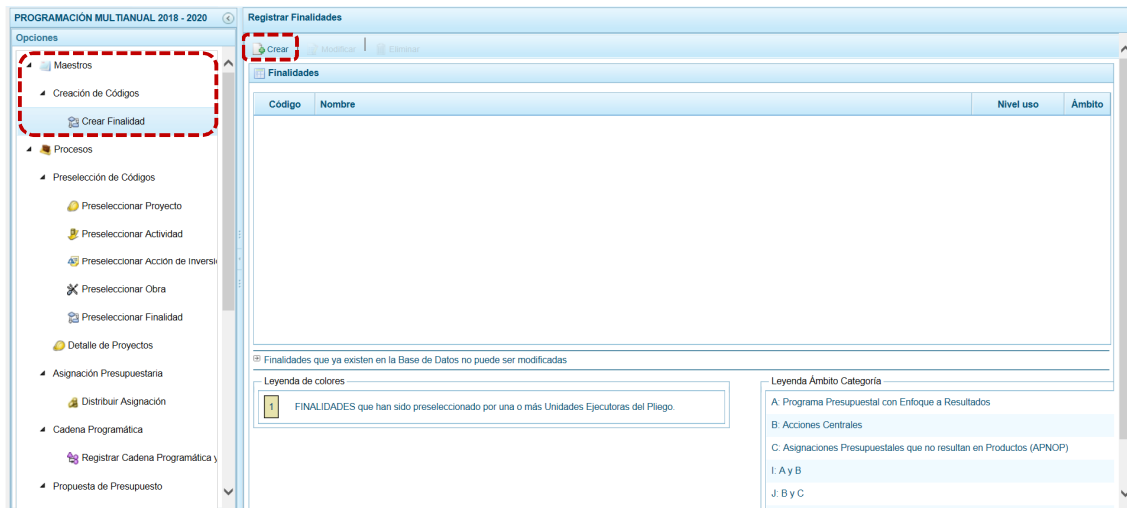 PROGRAMACIÓN MULTIANUAL 2018 - 2020
Opciones
Maestros
Creación de Códigos
Crear Finalidad
Procesos
Preselección de Códigos
Preseleccionar Proyecto
Preseleccionar Actividad
Preseleccionar Acción de Inversi
Preseleccionar Obra
Preseleccionar Finalidad
Detalle de Proyectos
Asignación Presupuestaria
Distribuir Asignación
Cadena Programática
Registrar Cadena Programática y
Propuesta de Presupuesto
Registrar Finalidades
Crear Modificar Eliminar
Finalidades
Código Nombre Nivel uso Ámbito
Finalidades que ya existen en la Base de Datos no puede ser modificadas
Leyenda de colores
1 FINALIDADES que han sido preseleccionado por una o más Unidades Ejecutoras del Pliego.
Leyenda Ámbito Categoría
A: Programa Presupuestal con Enfoque a Resultados
B: Acciones Centrales
C: Asignaciones Presupuestales que no resultan en Productos (APNOP)
I: A y B
J: B y C